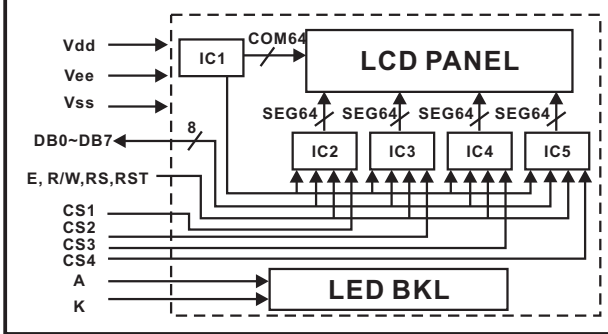 Vdd
Vee
Vss
DB0~DB7
8
E, R/W,RS,RST
CS1
CS2
CS3
CS4
A
K
IC1
COM64
LCD PANEL
SEG64 SEG64 SEG64 SEG64
IC2 IC3 IC4 IC5
LED BKL